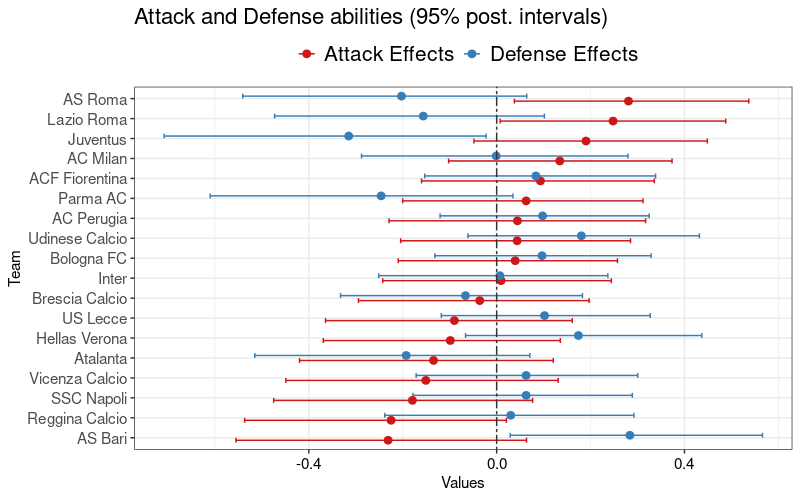 Attack and Defense abilities (95% post. intervals)
Attack Effects Defense Effects
AS Roma
Lazio Roma
Juventus
AC Milan
ACF Fiorentina
Parma AC
AC Perugia
Udinese Calcio
Bologna FC
Inter
Brescia Calcio
US Lecce
Hellas Verona
Atalanta
Vicenza Calcio
SSC Napoli
Reggina Calcio
AS Bari
Team
-0.4 0.0 0.4
Values